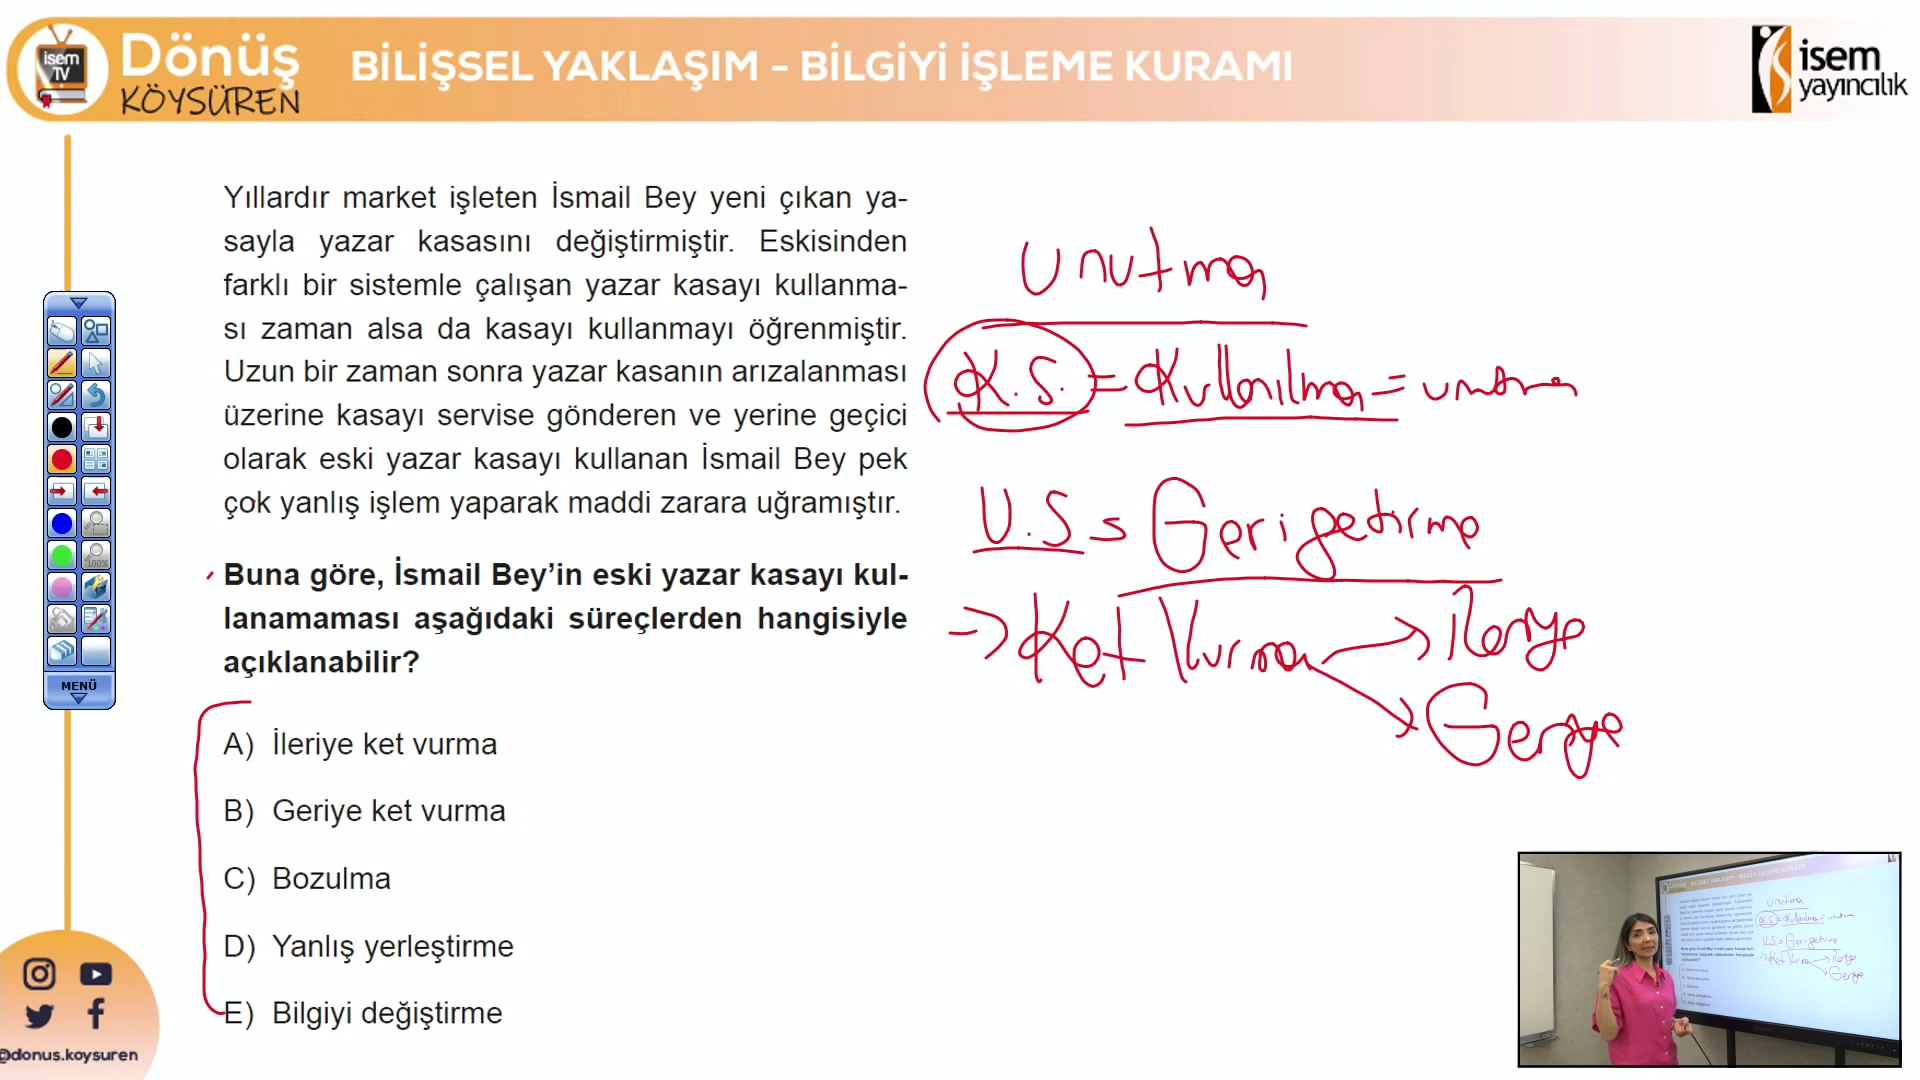 isem
TV
Dönüş
KÖYSÜREN
BİLİŞSEL YAKLAŞIM - BİLGİYİ İŞLEME KURAMI
isem
yayıncılık
Yıllardır market işleten İsmail Bey yeni çıkan ya-
sayla yazar kasasını değiştirmiştir. Eskisinden
farklı bir sistemle çalışan yazar kasayı kullanma-
sı zaman alsa da kasayı kullanmayı öğrenmiştir.
Uzun bir zaman sonra yazar kasanın arızalanması
üzerine kasayı servise gönderen ve yerine geçici
olarak eski yazar kasayı kullanan İsmail Bey pek
çok yanlış işlem yaparak maddi zarara uğramıştır.
Buna göre, İsmail Bey'in eski yazar kasayı kul-
lanamaması aşağıdaki süreçlerden hangisiyle
açıklanabilir?
A) İleriye ket vurma
B) Geriye ket vurma
C) Bozulma
D) Yanlış yerleştirme
E) Bilgiyi değiştirme
Unutma
K.S. = Kullanılma = unutma
U.S = Geri getirme
→ Ket Vurma → İleriye
→ Geriye
MENÜ
100%
@donus.koysuren